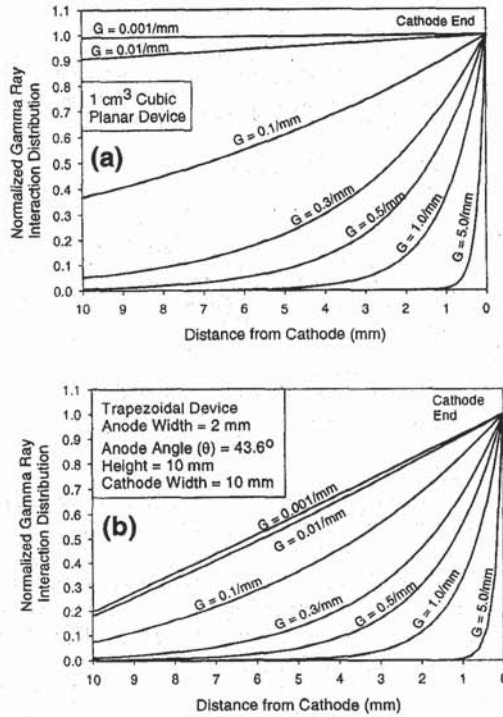 Cathode End
G = 0.001/mm
G = 0.01/mm
1 cm³ Cubic
Planar Device
(a)
G = 0.1/mm
G = 0.3/mm
G = 0.5/mm
G = 1.0/mm
G = 5.0/mm
Normalized Gamma Ray
Interaction Distribution
1.1
1.0
0.9
0.8
0.7
0.6
0.5
0.4
0.3
0.2
0.1
0.0
10 9 8 7 6 5 4 3 2 1 0
Distance from Cathode (mm)
Cathode
End
Trapezoidal Device
Anode Width = 2 mm
Anode Angle (θ) = 43.6º
Height = 10 mm
Cathode Width = 10 mm
(b)
G = 0.001/mm
G = 0.01/mm
G = 0.1/mm
G = 0.3/mm
G = 0.5/mm
G = 1.0/mm
G = 5.0/mm
Normalized Gamma Ray
Interaction Distribution
1.1
1.0
0.9
0.8
0.7
0.6
0.5
0.4
0.3
0.2
0.1
0.0
10 9 8 7 6 5 4 3 2 1 0
Distance from Cathode (mm)